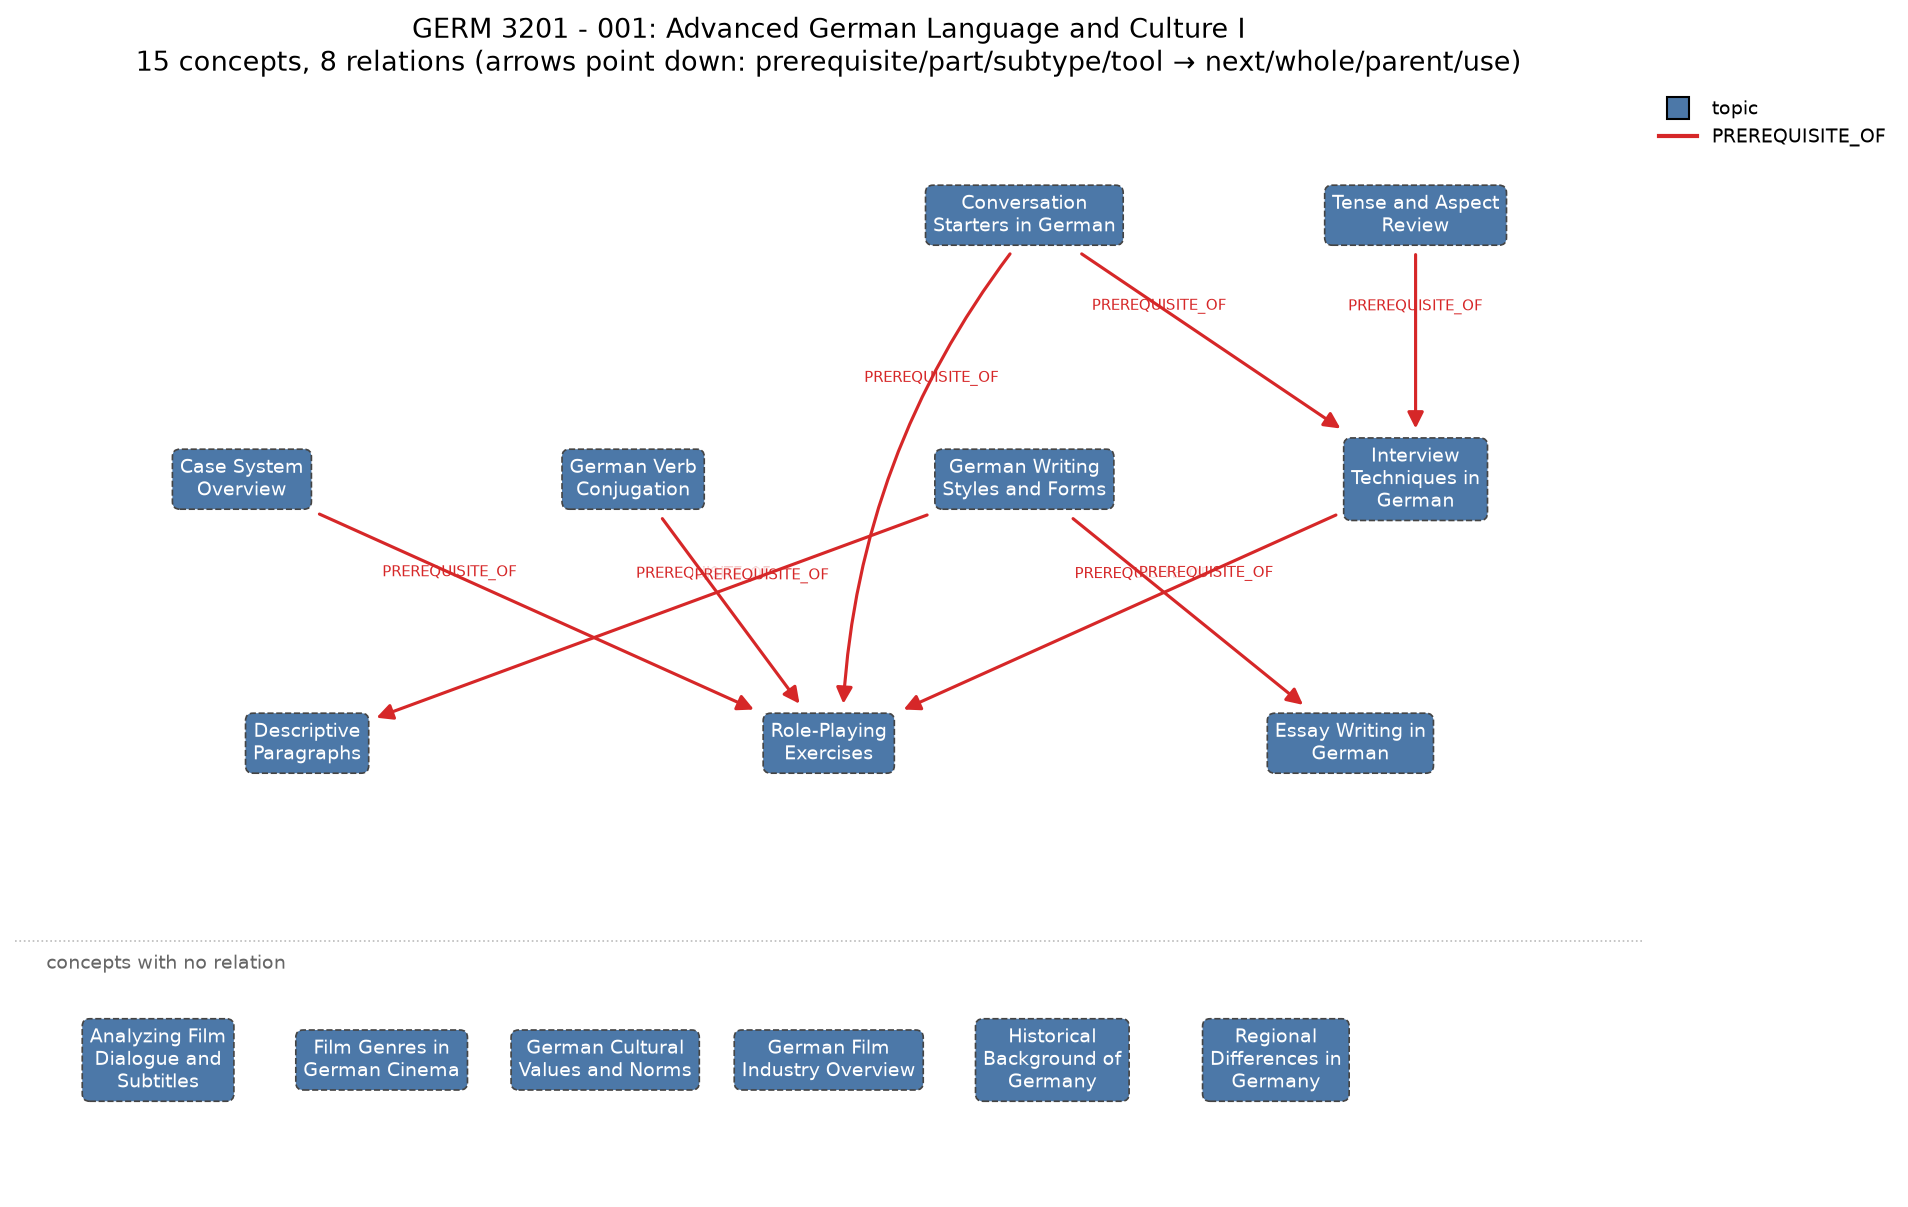 GERM 3201 - 001: Advanced German Language and Culture I
15 concepts, 8 relations (arrows point down: prerequisite/part/subtype/tool → next/whole/parent/use)
topic
PREREQUISITE_OF
Conversation
Starters in German
Tense and Aspect
Review
PREREQUISITE_OF
PREREQUISITE_OF
PREREQUISITE_OF
Case System
Overview
German Verb
Conjugation
German Writing
Styles and Forms
Interview
Techniques in
German
PREREQUISITE_OF
PREREQUISITE_OF
PREREQUISITE_OF
Descriptive
Paragraphs
Role-Playing
Exercises
Essay Writing in
German
concepts with no relation
Analyzing Film
Dialogue and
Subtitles
Film Genres in
German Cinema
German Cultural
Values and Norms
German Film
Industry Overview
Historical
Background of
Germany
Regional
Differences in
Germany